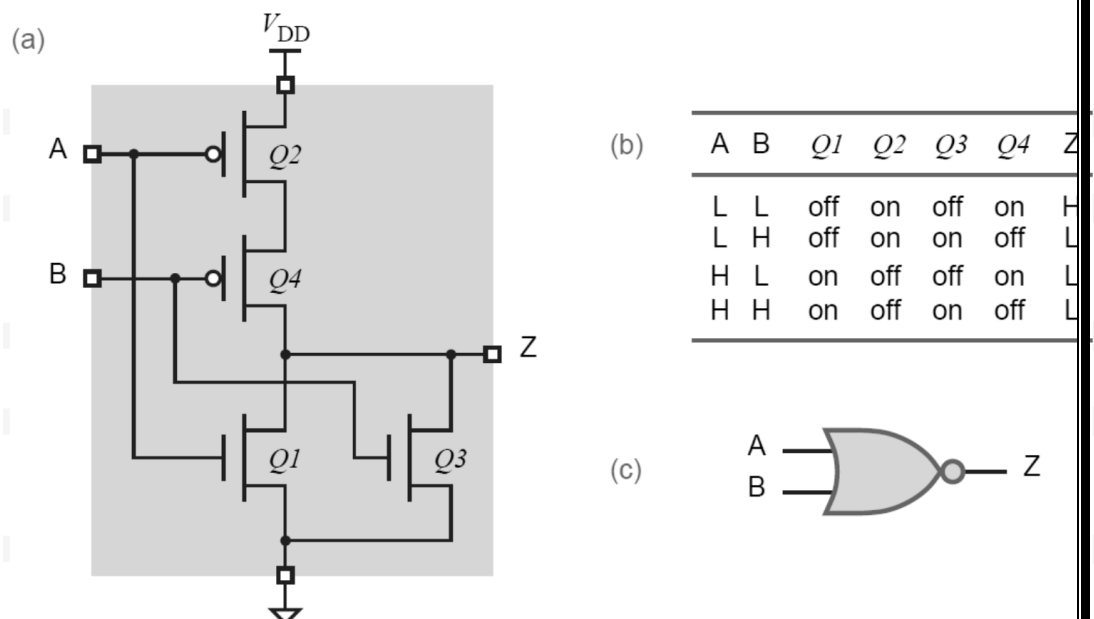 (a)
V_DD
A
Q2
B
Q4
Z
Q1
Q3
(b)
A B Q1 Q2 Q3 Q4 Z
L L off on off on H
L H off on on off L
H L on off off on L
H H on off on off L
(c)
A
B
Z